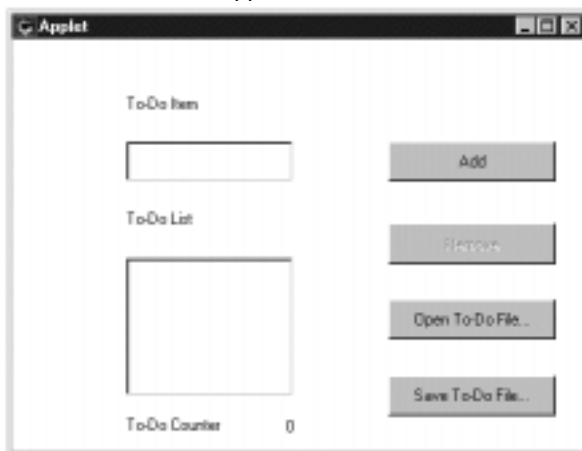 Applet
To-Do Item
Add
To-Do List
Remove
Open To-Do File...
Save To-Do File...
To-Do Counter 0